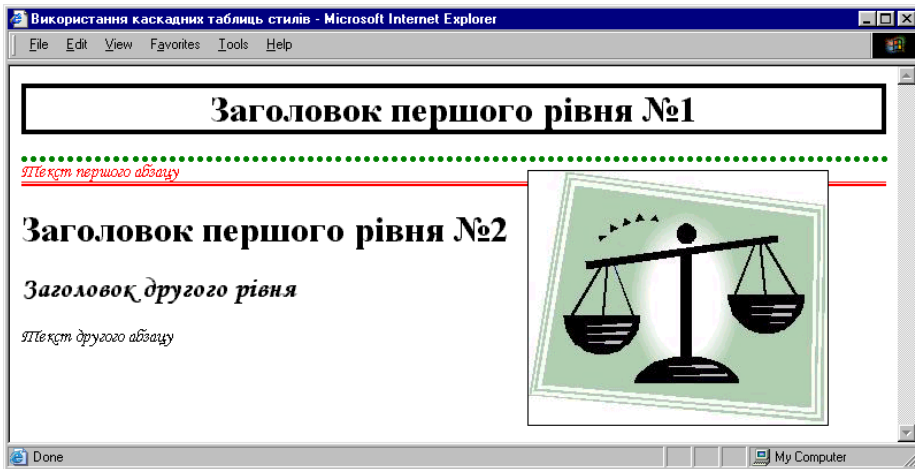 Використання каскадних таблиць стилів - Microsoft Internet Explorer
File Edit View Favorites Tools Help
Заголовок першого рівня №1
Текст першого абзацу
Заголовок першого рівня №2
Заголовок другого рівня
Текст другого абзацу
Done My Computer